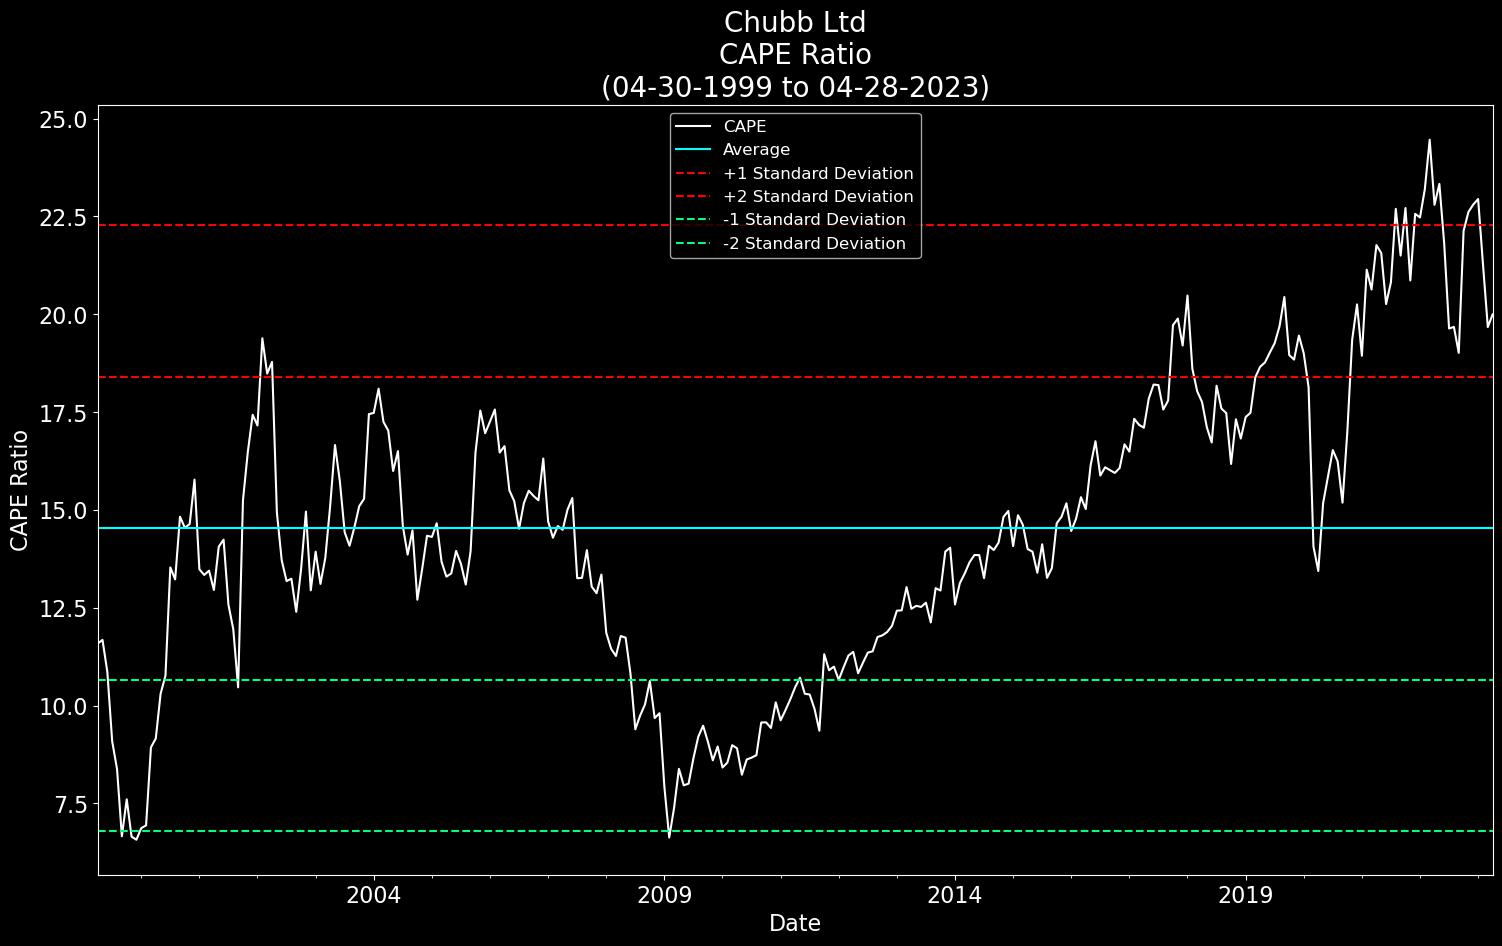 Chubb Ltd
CAPE Ratio
(04-30-1999 to 04-28-2023)
CAPE
Average
+1 Standard Deviation
+2 Standard Deviation
-1 Standard Deviation
-2 Standard Deviation
CAPE Ratio
25.0
22.5
20.0
17.5
15.0
12.5
10.0
7.5
2004
2009
2014
2019
Date